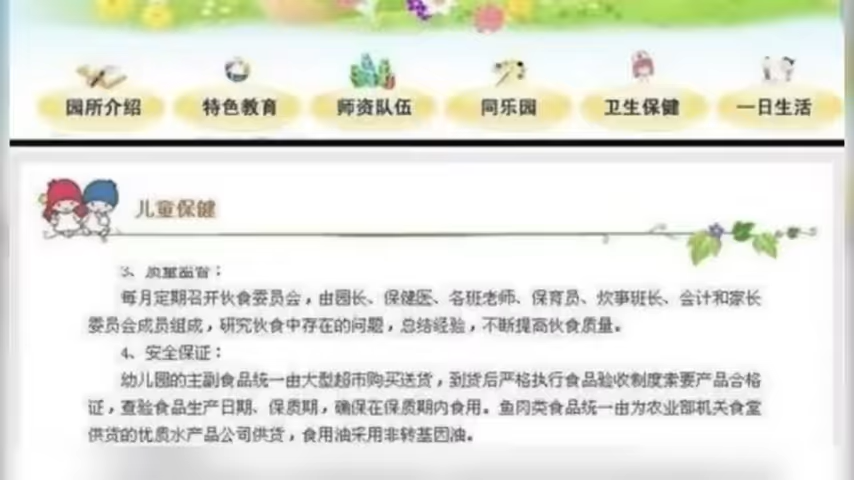 园所介绍 特色教育 师资队伍 同乐园 卫生保健 一日生活
儿童保健
3、质量监督：
每月定期召开伙食委员会，由园长、保健医、各班老师、保育员、炊事班长、会计和家长
委员会成员组成，研究伙食中存在的问题，总结经验，不断提高伙食质量。
4、安全保证：
幼儿园的主副食品统一由大型超市购买送货，到货后严格执行食品验收制度索要产品合格
证，查验食品生产日期、保质期，确保在保质期内食用。鱼肉类食品统一由为农业部机关食堂
供货的优质水产品公司供货，食用油采用非转基因油。